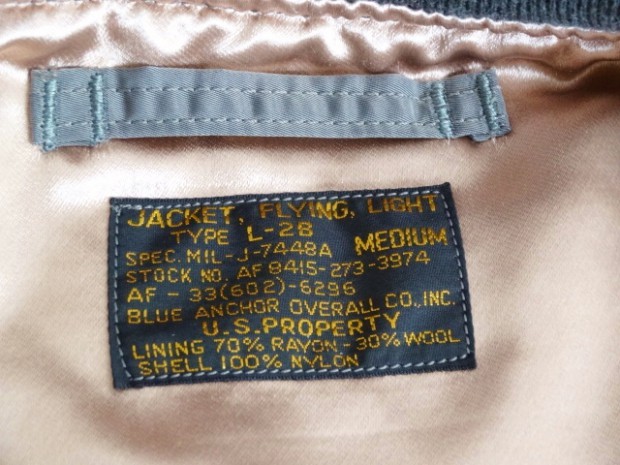 JACKET, FLYING, LIGHT
TYPE L-2B MEDIUM
SPEC. MIL-J-7448A
STOCK NO. AF 8415-273-3974
AF - 33(602)-6296
BLUE ANCHOR OVERALL CO., INC.
U.S. PROPERTY
LINING 70% RAYON - 30% WOOL
SHELL 100% NYLON